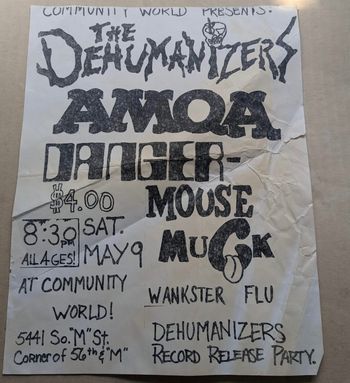 COMMUNITY WORLD PRESENTS:
THE
DEHUMANIZERS
AMQA
DANGER-
MOUSE
$4.00
8:30 PM
ALL AGES!
SAT.
MAY 9
MUCK
AT COMMUNITY
WORLD!
WANKSTER FLU
5441 So. "M" St.
Corner of 56th & "M"
DEHUMANIZERS
RECORD RELEASE PARTY.